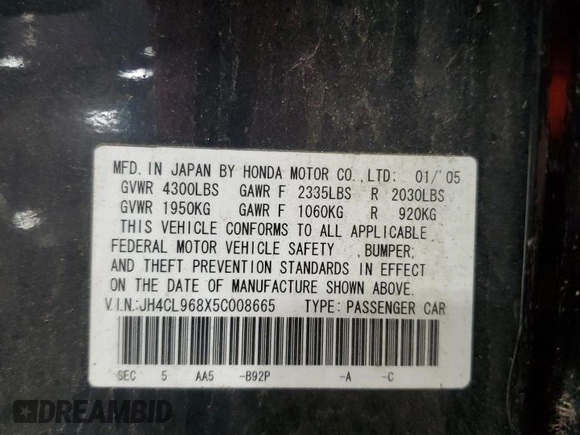 MFD. IN JAPAN BY HONDA MOTOR CO., LTD: 01/'05
GVWR 4300LBS GAWR F 2335LBS R 2030LBS
GVWR 1950KG GAWR F 1060KG R 920KG
THIS VEHICLE CONFORMS TO ALL APPLICABLE
FEDERAL MOTOR VEHICLE SAFETY , BUMPER,
AND THEFT PREVENTION STANDARDS IN EFFECT
ON THE DATE OF MANUFACTURE SHOWN ABOVE.
V.I.N.:JH4CL968X5C008665 TYPE: PASSENGER CAR
SEC 5 AA5 -B92P -A -C
DREAMBID